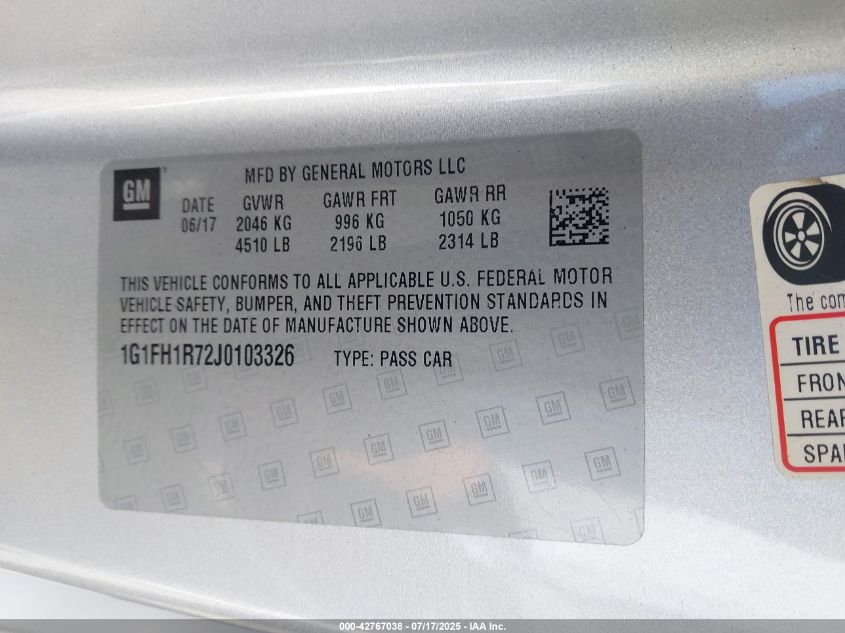 GM
MFD BY GENERAL MOTORS LLC
DATE GVWR GAWR FRT GAWR RR
06/17 2046 KG 996 KG 1050 KG
4510 LB 2196 LB 2314 LB
THIS VEHICLE CONFORMS TO ALL APPLICABLE U.S. FEDERAL MOTOR
VEHICLE SAFETY, BUMPER, AND THEFT PREVENTION STANDARDS IN
EFFECT ON THE DATE OF MANUFACTURE SHOWN ABOVE.
1G1FH1R72J0103326 TYPE: PASS CAR
The com
TIRE
FRON
REAR
SPAR
000-42767038 - 07/17/2025 - IAA Inc.